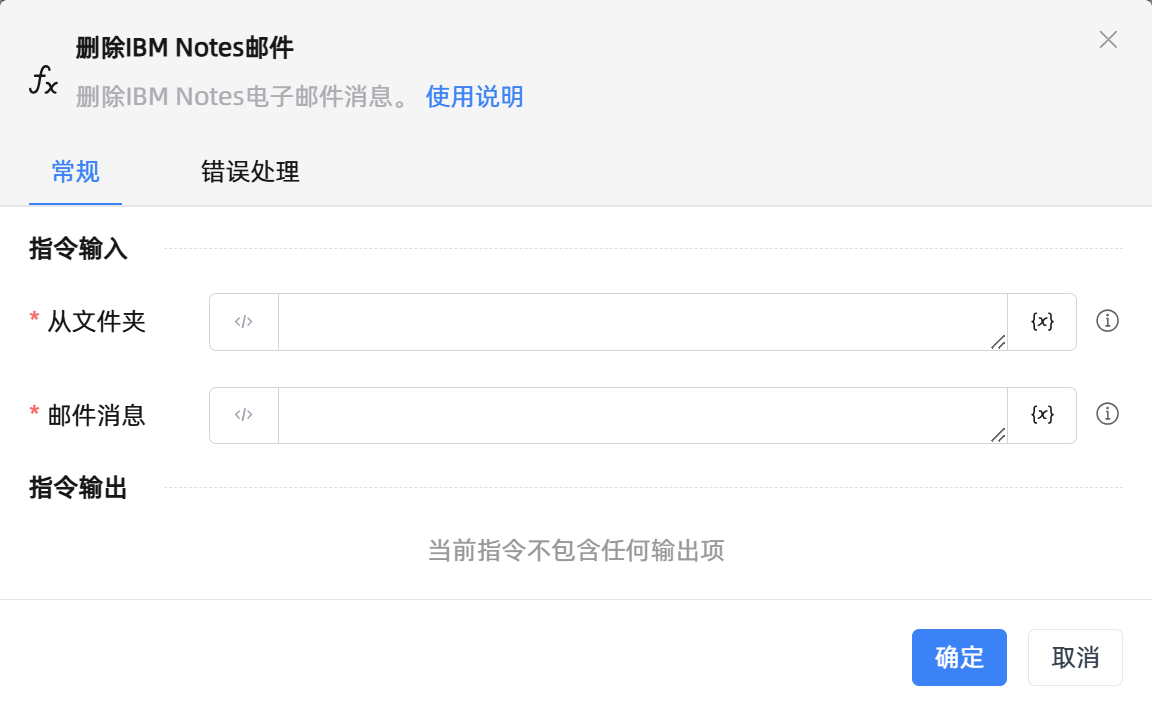 删除IBM Notes邮件
fx
删除IBM Notes电子邮件消息。 使用说明
常规 错误处理
指令输入
* 从文件夹 </> {x}
* 邮件消息 </> {x}
指令输出
当前指令不包含任何输出项
确定 取消